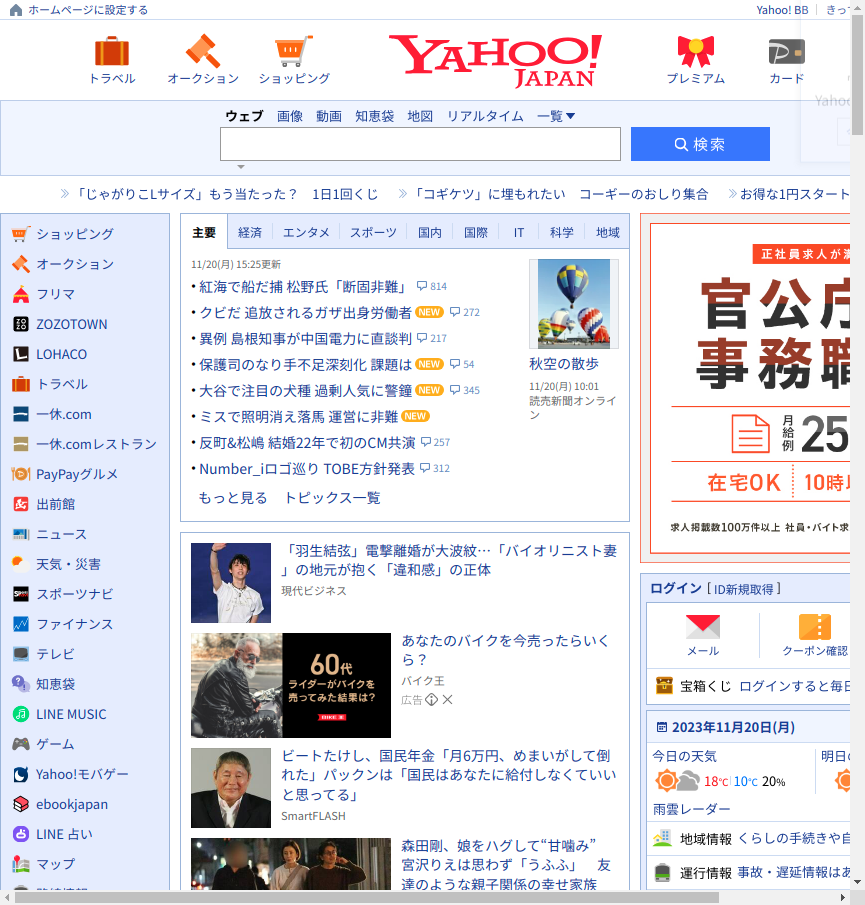 ホームページに設定する
Yahoo! BB
きっ
トラベル
オークション
ショッピング
YAHOO!
JAPAN
プレミアム
カード
ウェブ 画像 動画 知恵袋 地図 リアルタイム 一覧
検索
「じゃがりこLサイズ」もう当たった？ 1日1回くじ
「コギケツ」に埋もれたい コーギーのおしり集合
お得な1円スタート
ショッピング
オークション
フリマ
ZOZOTOWN
LOHACO
トラベル
一休.com
一休.comレストラン
PayPayグルメ
出前館
ニュース
天気・災害
スポーツナビ
ファイナンス
テレビ
知恵袋
LINE MUSIC
ゲーム
Yahoo!モバゲー
ebookjapan
LINE 占い
マップ
主要 経済 エンタメ スポーツ 国内 国際 IT 科学 地域
11/20(月) 15:25更新
紅海で船だ捕 松野氏「断固非難」 814
クビだ 追放されるガザ出身労働者 NEW 272
異例 島根知事が中国電力に直談判 217
保護司のなり手不足深刻化 課題は NEW 54
大谷で注目の犬種 過剰人気に警鐘 NEW 345
ミスで照明消え落馬 運営に非難 NEW
反町&松嶋 結婚22年で初のCM共演 257
Number_iロゴ巡り TOBE方針発表 312
もっと見る トピックス一覧
秋空の散歩
11/20(月) 10:01
読売新聞オンライ
ン
「羽生結弦」電撃離婚が大波紋…「バイオリニスト妻
」の地元が抱く「違和感」の正体
現代ビジネス
60代
ライダーがバイクを
売ってみた結果は?
あなたのバイクを今売ったらいく
ら？
バイク王
広告
ビートたけし、国民年金「月6万円、めまいがして倒
れた」パックンは「国民はあなたに給付しなくていい
と思ってる」
SmartFLASH
森田剛、娘をハグして“甘噛み”
宮沢りえは思わず「うふふ」 友
達のような親子関係の幸せ家族
正社員求人が満
官公庁
事務職
月給例
25
在宅OK
10時以
求人掲載数100万件以上 社員・バイト求
ログイン [ ID新規取得 ]
メール
クーポン確認
宝箱くじ ログインすると毎日
2023年11月20日(月)
今日の天気
明日の
18℃ 10℃ 20%
雨雲レーダー
地域情報 くらしの手続きや自
運行情報 事故・遅延情報はあ